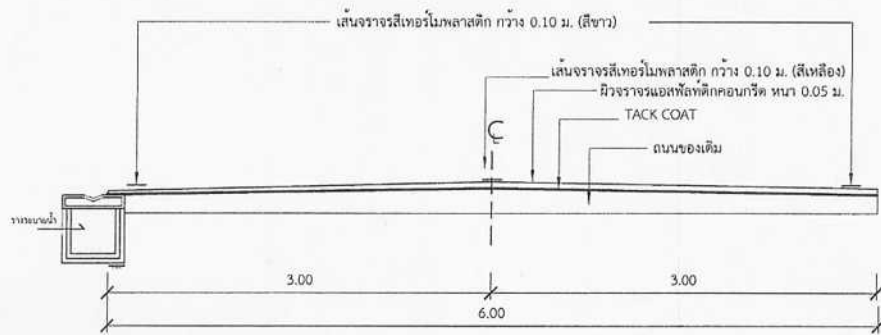 เส้นจราจรสีเทอร์โมพลาสติก กว้าง 0.10 ม. (สีขาว)
เส้นจราจรสีเทอร์โมพลาสติก กว้าง 0.10 ม. (สีเหลือง)
ผิวจราจรแอสฟัลท์ติกคอนกรีต หนา 0.05 ม.
TACK COAT
ถนนของเดิม
รางระบายน้ำ
3.00
3.00
6.00